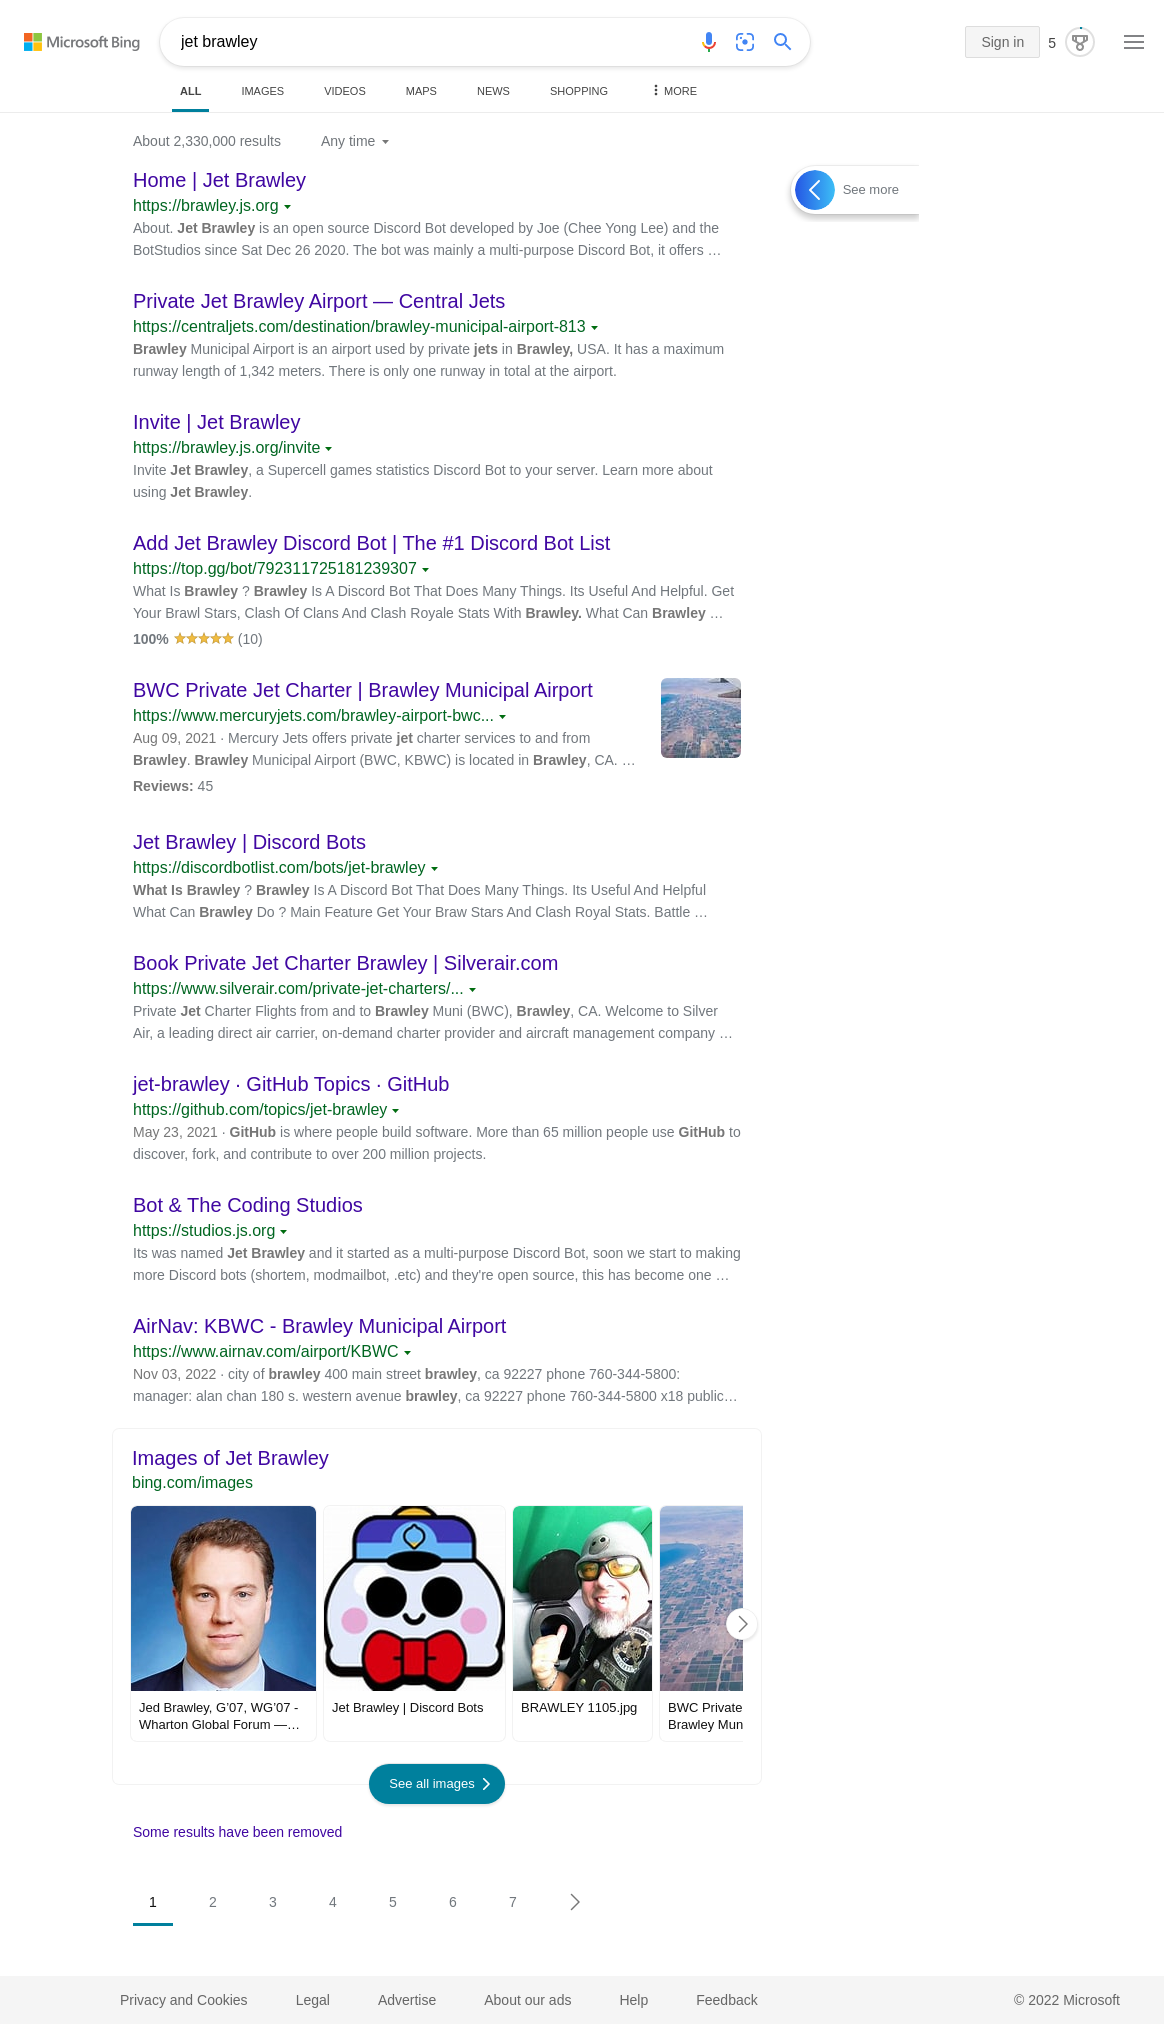 Microsoft Bing
jet brawley
Sign in
5
ALL
IMAGES
VIDEOS
MAPS
NEWS
SHOPPING
MORE
About 2,330,000 results
Any time
See more
Home | Jet Brawley
https://brawley.js.org
About. Jet Brawley is an open source Discord Bot developed by Joe (Chee Yong Lee) and the
BotStudios since Sat Dec 26 2020. The bot was mainly a multi-purpose Discord Bot, it offers …
Private Jet Brawley Airport — Central Jets
https://centraljets.com/destination/brawley-municipal-airport-813
Brawley Municipal Airport is an airport used by private jets in Brawley, USA. It has a maximum
runway length of 1,342 meters. There is only one runway in total at the airport.
Invite | Jet Brawley
https://brawley.js.org/invite
Invite Jet Brawley, a Supercell games statistics Discord Bot to your server. Learn more about
using Jet Brawley.
Add Jet Brawley Discord Bot | The #1 Discord Bot List
https://top.gg/bot/792311725181239307
What Is Brawley ? Brawley Is A Discord Bot That Does Many Things. Its Useful And Helpful. Get
Your Brawl Stars, Clash Of Clans And Clash Royale Stats With Brawley. What Can Brawley …
100% (10)
BWC Private Jet Charter | Brawley Municipal Airport
https://www.mercuryjets.com/brawley-airport-bwc...
Aug 09, 2021 · Mercury Jets offers private jet charter services to and from
Brawley. Brawley Municipal Airport (BWC, KBWC) is located in Brawley, CA. …
Reviews: 45
Jet Brawley | Discord Bots
https://discordbotlist.com/bots/jet-brawley
What Is Brawley ? Brawley Is A Discord Bot That Does Many Things. Its Useful And Helpful
What Can Brawley Do ? Main Feature Get Your Braw Stars And Clash Royal Stats. Battle …
Book Private Jet Charter Brawley | Silverair.com
https://www.silverair.com/private-jet-charters/...
Private Jet Charter Flights from and to Brawley Muni (BWC), Brawley, CA. Welcome to Silver
Air, a leading direct air carrier, on-demand charter provider and aircraft management company …
jet-brawley · GitHub Topics · GitHub
https://github.com/topics/jet-brawley
May 23, 2021 · GitHub is where people build software. More than 65 million people use GitHub to
discover, fork, and contribute to over 200 million projects.
Bot & The Coding Studios
https://studios.js.org
Its was named Jet Brawley and it started as a multi-purpose Discord Bot, soon we start to making
more Discord bots (shortem, modmailbot, .etc) and they're open source, this has become one …
AirNav: KBWC - Brawley Municipal Airport
https://www.airnav.com/airport/KBWC
Nov 03, 2022 · city of brawley 400 main street brawley, ca 92227 phone 760-344-5800:
manager: alan chan 180 s. western avenue brawley, ca 92227 phone 760-344-5800 x18 public…
Images of Jet Brawley
bing.com/images
Jed Brawley, G'07, WG'07 -
Wharton Global Forum —…
Jet Brawley | Discord Bots
BRAWLEY 1105.jpg
BWC Private
Brawley Mun
See all images
Some results have been removed
1
2
3
4
5
6
7
Privacy and Cookies
Legal
Advertise
About our ads
Help
Feedback
© 2022 Microsoft